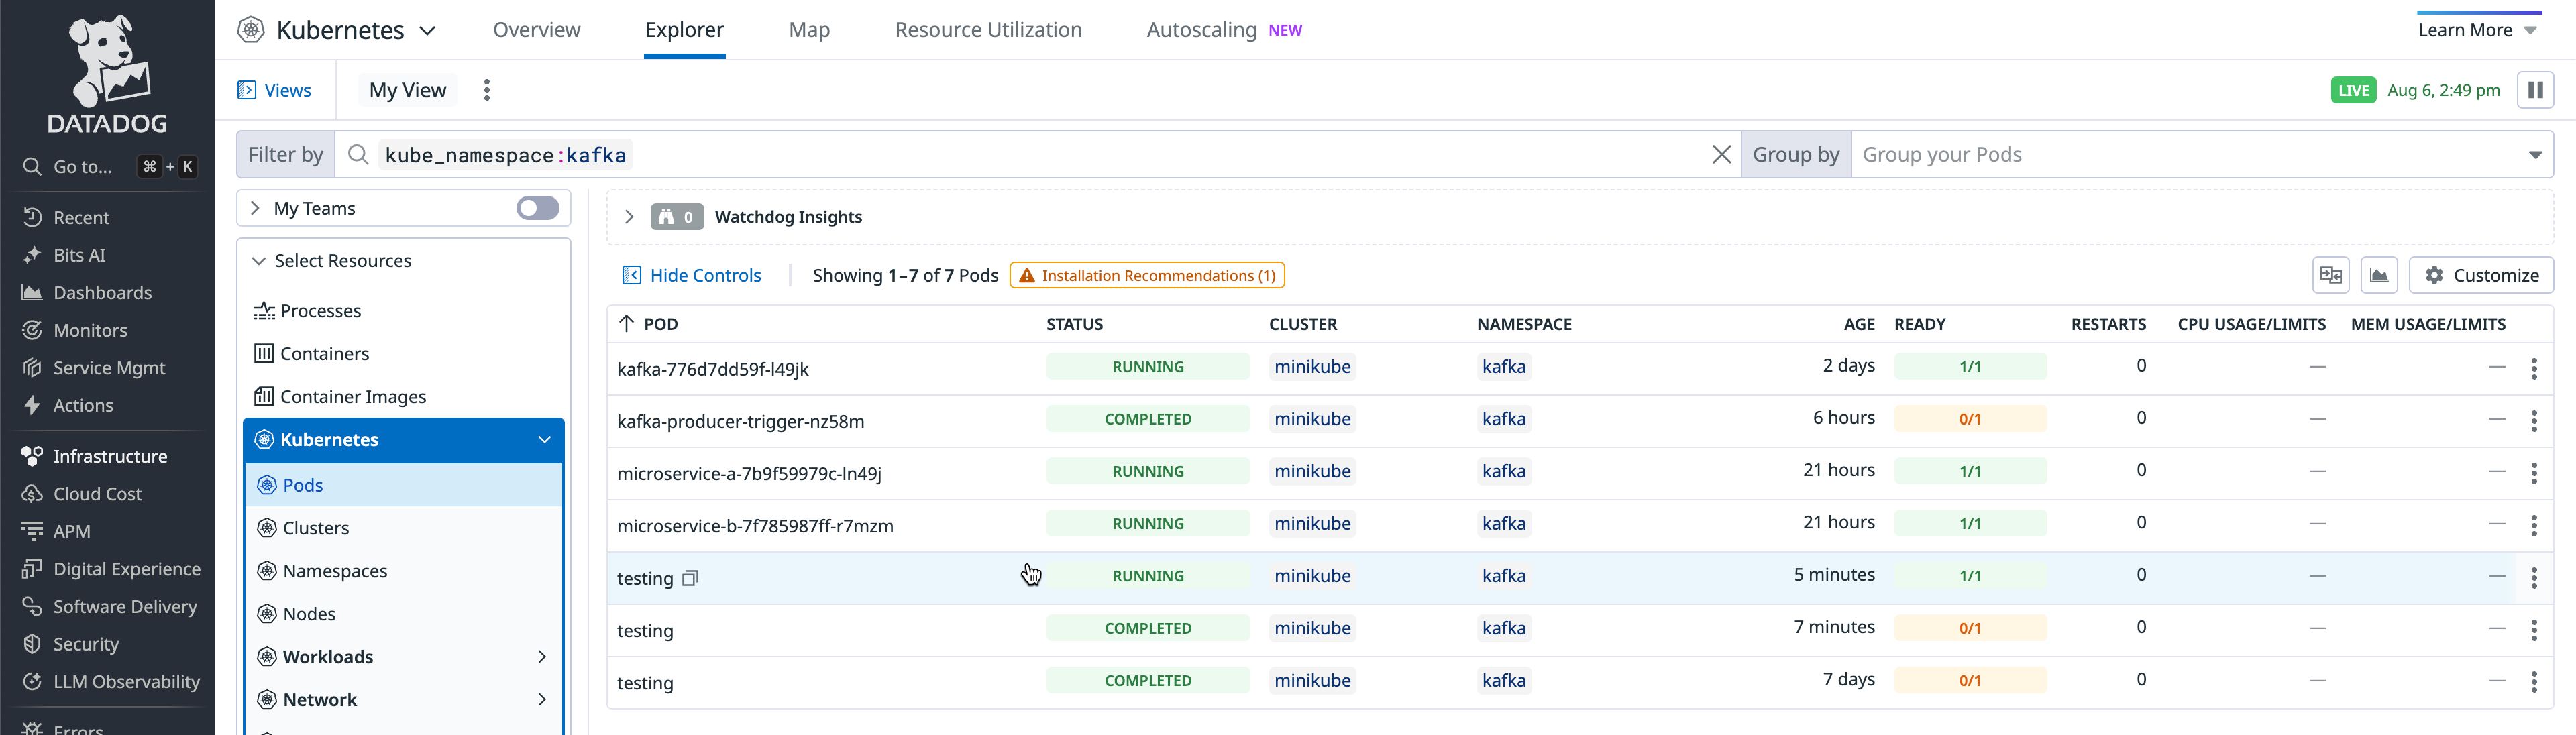 DATADOG
Go to... ⌘ + K
Recent
Bits AI
Dashboards
Monitors
Service Mgmt
Actions
Infrastructure
Cloud Cost
APM
Digital Experience
Software Delivery
Security
LLM Observability
Errors
Kubernetes
Overview
Explorer
Map
Resource Utilization
Autoscaling NEW
Learn More
Views
My View
LIVE Aug 6, 2:49 pm
Filter by kube_namespace:kafka
Group by Group your Pods
My Teams
Select Resources
Processes
Containers
Container Images
Kubernetes
Pods
Clusters
Namespaces
Nodes
Workloads
Network
0 Watchdog Insights
Hide Controls Showing 1–7 of 7 Pods Installation Recommendations (1) Customize
POD STATUS CLUSTER NAMESPACE AGE READY RESTARTS CPU USAGE/LIMITS MEM USAGE/LIMITS
kafka-776d7dd59f-l49jk RUNNING minikube kafka 2 days 1/1 0 — —
kafka-producer-trigger-nz58m COMPLETED minikube kafka 6 hours 0/1 0 — —
microservice-a-7b9f59979c-ln49j RUNNING minikube kafka 21 hours 1/1 0 — —
microservice-b-7f785987ff-r7mzm RUNNING minikube kafka 21 hours 1/1 0 — —
testing RUNNING minikube kafka 5 minutes 1/1 0 — —
testing COMPLETED minikube kafka 7 minutes 0/1 0 — —
testing COMPLETED minikube kafka 7 days 0/1 0 — —